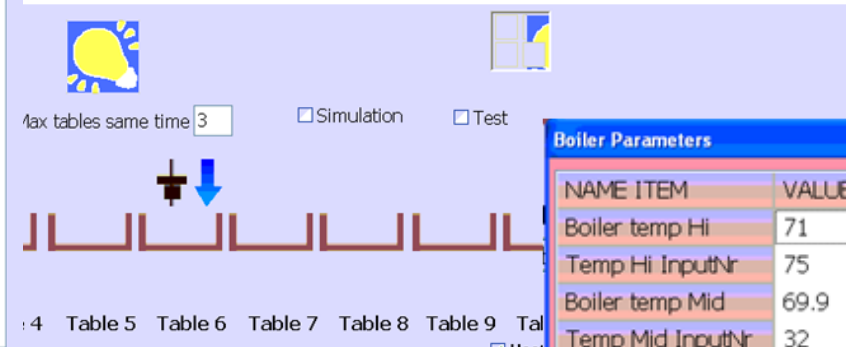 Max tables same time 3
Simulation
Test
Boiler Parameters
NAME ITEM VALUE
Boiler temp Hi 71
Temp Hi InputNr 75
Boiler temp Mid 69.9
Temp Mid InputNr 32
4 Table 5 Table 6 Table 7 Table 8 Table 9